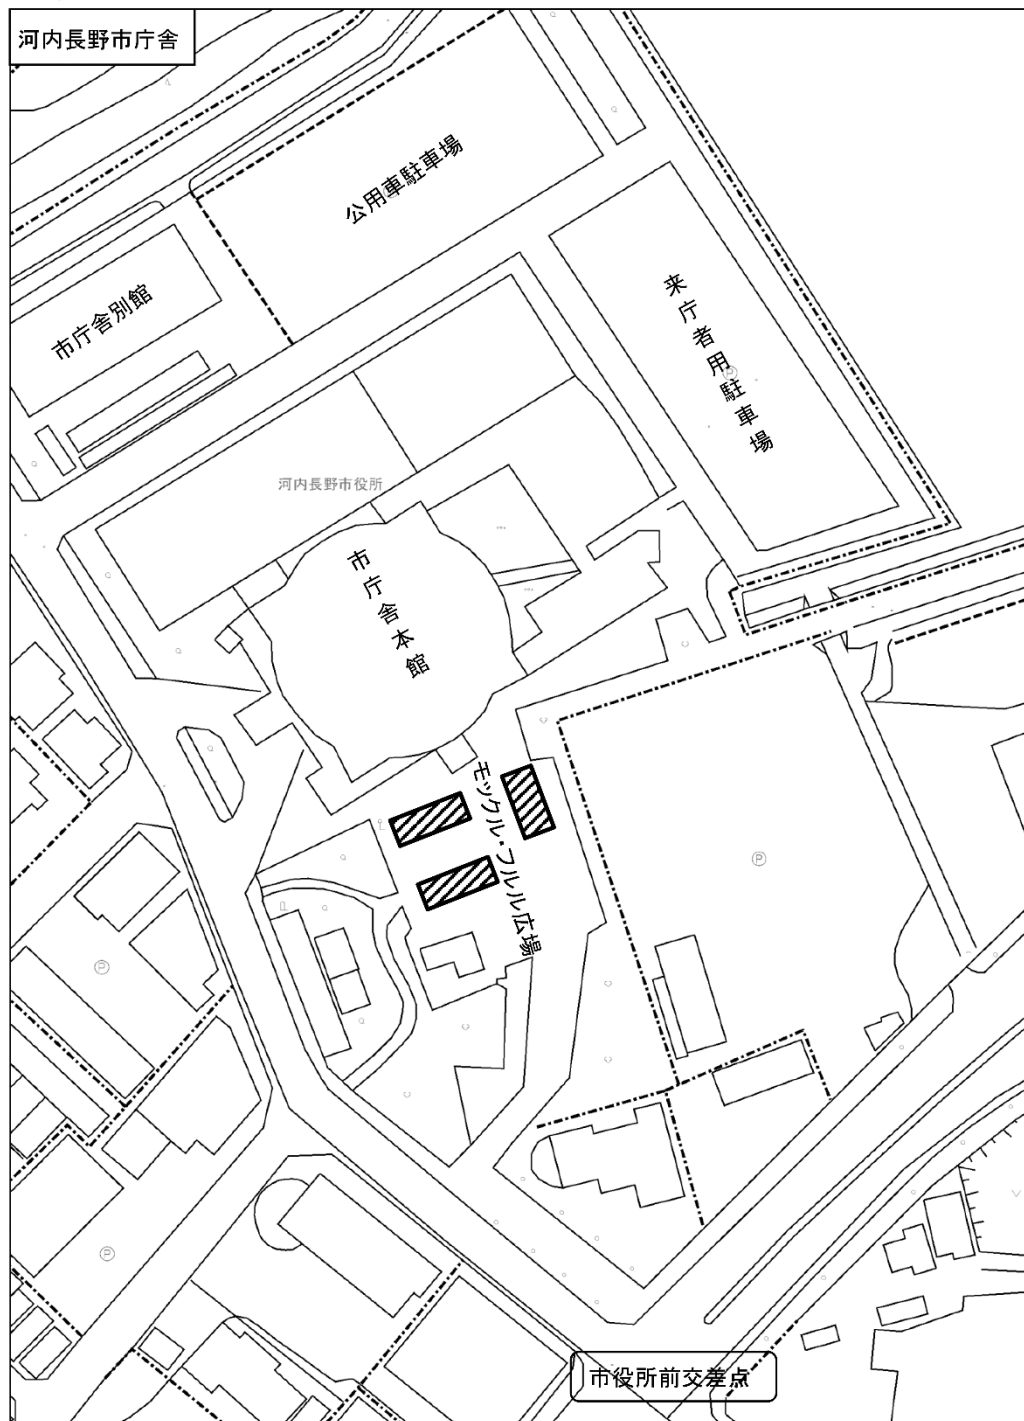 河内長野市庁舎
公用車駐車場
市庁舎別館
来庁者用駐車場
P
河内長野市役所
市庁舎本館
モックル・フルル広場
P
P
P
市役所前交差点